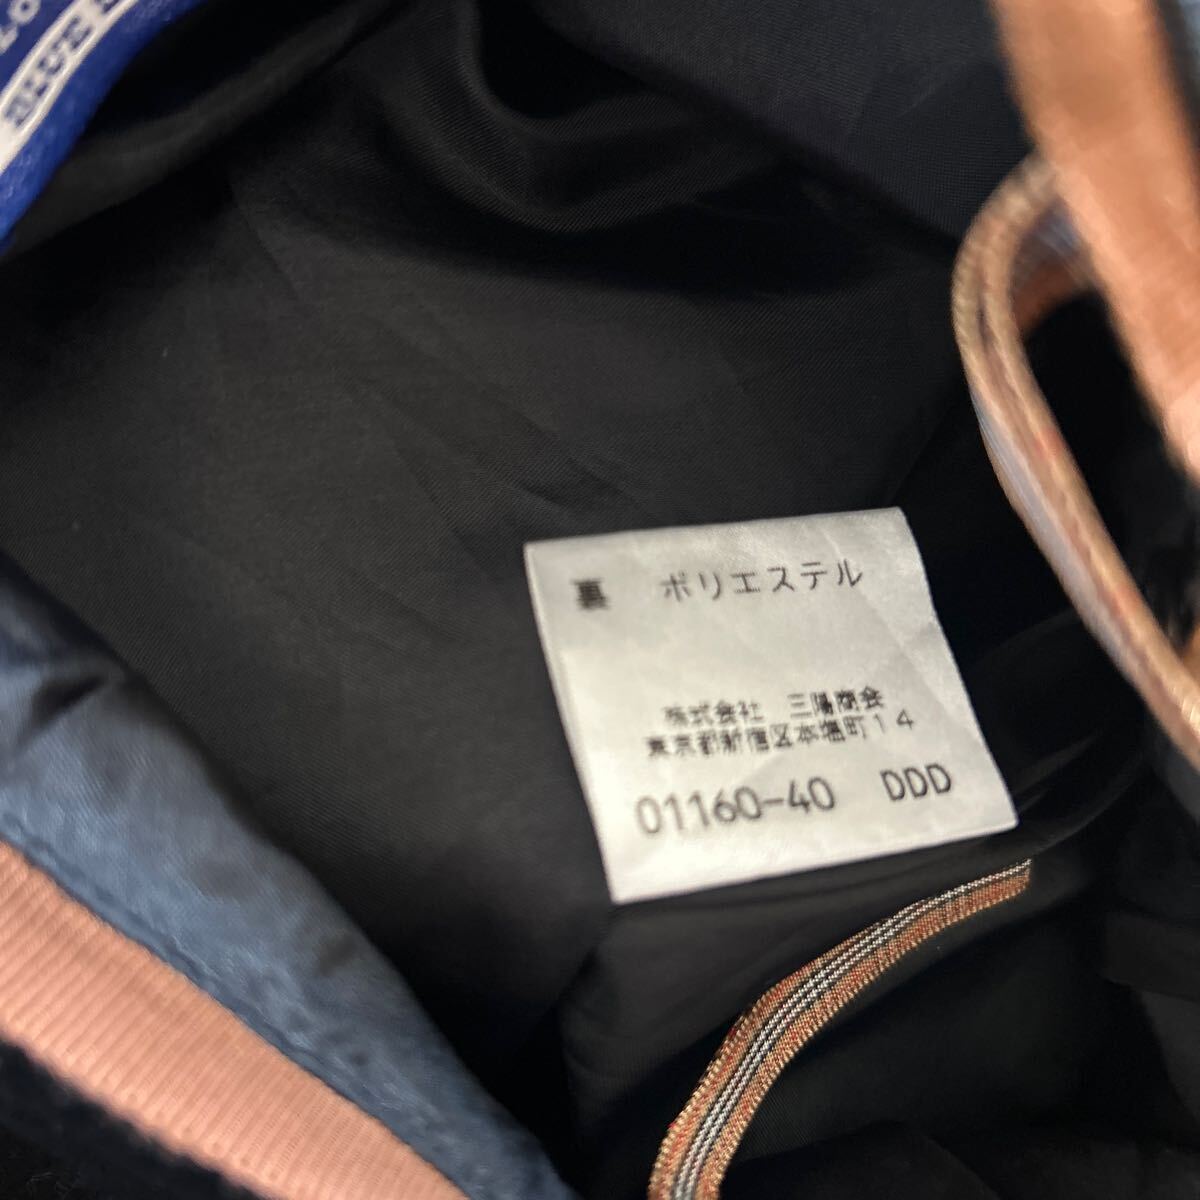 裏 ポリエステル
株式会社 三陽商会
東京都新宿区本塩町14
01160-40 DDD